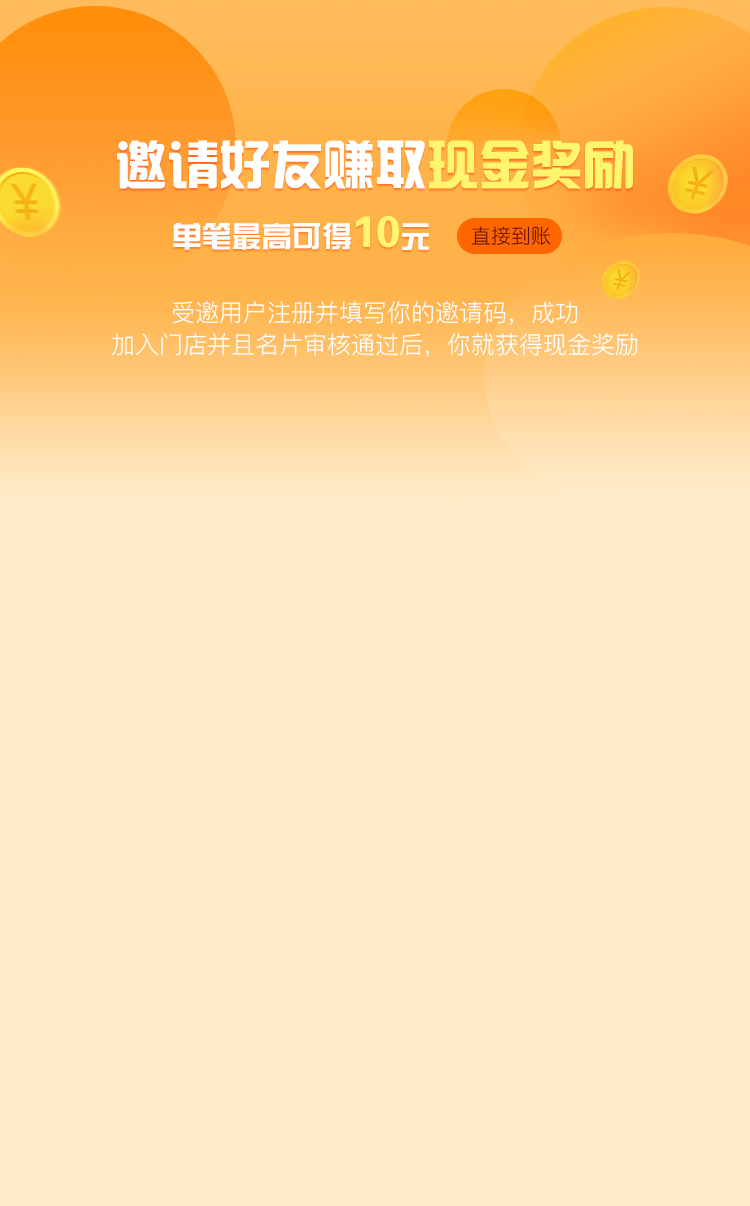 邀请好友赚取现金奖励
单笔最高可得10元 直接到账
受邀用户注册并填写你的邀请码，成功
加入门店并且名片审核通过后，你就获得现金奖励
¥
¥
¥